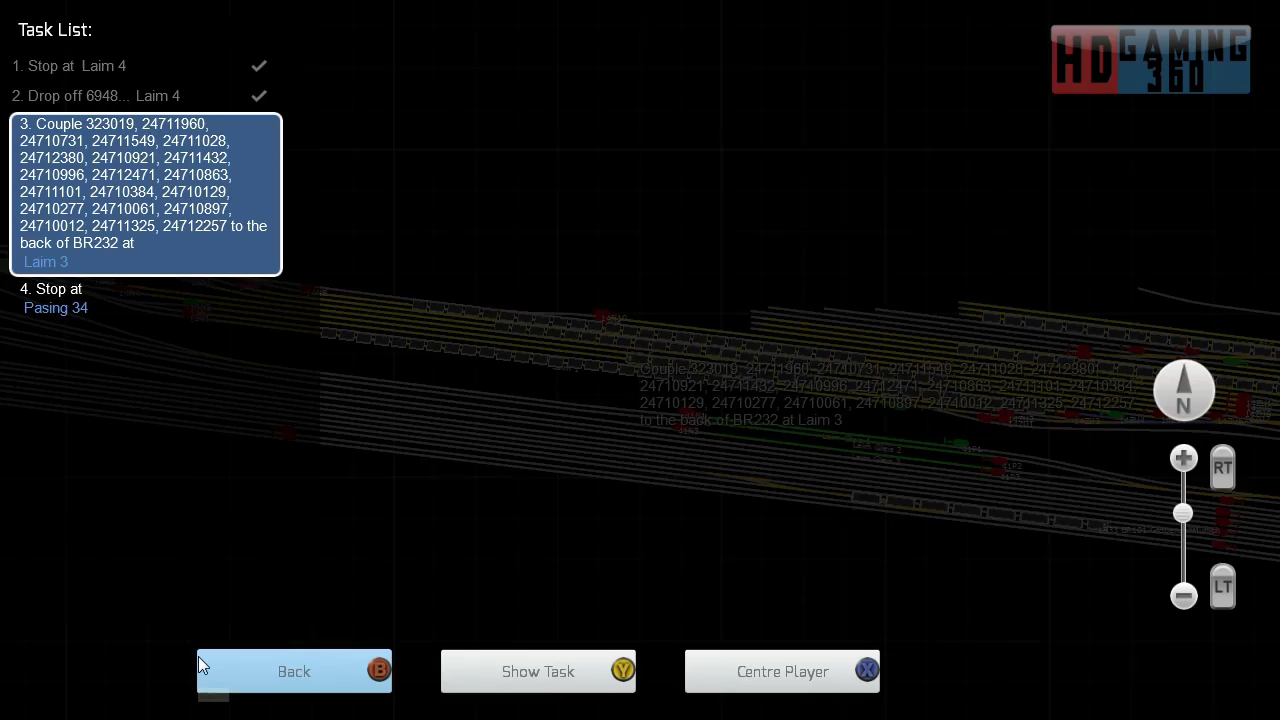 Task List:
1. Stop at Laim 4
2. Drop off 6948... Laim 4
3. Couple 323019, 24711960,
24710731, 24711549, 24711028,
24712380, 24710921, 24711432,
24710996, 24712471, 24710863,
24711101, 24710384, 24710129,
24710277, 24710061, 24710897,
24710012, 24711325, 24712257 to the
back of BR232 at
Laim 3
4. Stop at
Pasing 34
HD GAMING
360
Couple 323019, 24711960, 24710731, 24711549, 24711028, 24712380,
24710921, 24711432, 24710996, 24712471, 24710863, 24711101, 24710384,
24710129, 24710277, 24710061, 24710897, 24710012, 24711325, 24712257
to the back of BR232 at Laim 3
N
RT
LT
Back B
Show Task Y
Centre Player X